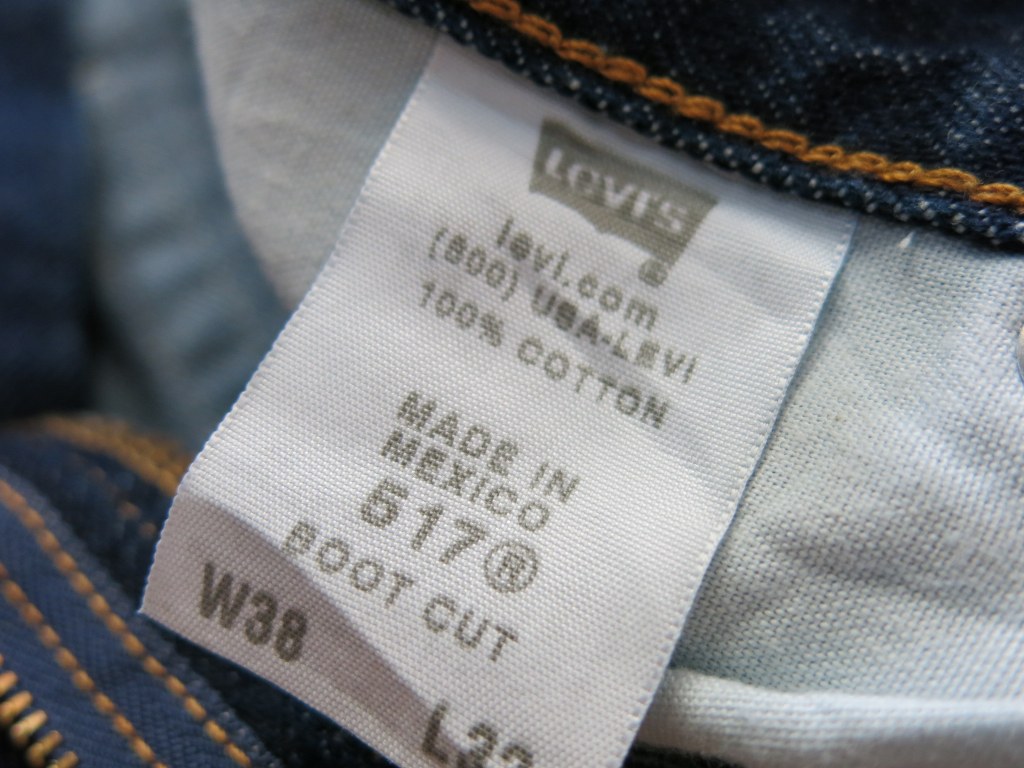 LEVI'S
®
levi.com
(800) USA-LEVI
100% COTTON
MADE IN
MEXICO
517®
BOOT CUT
W38